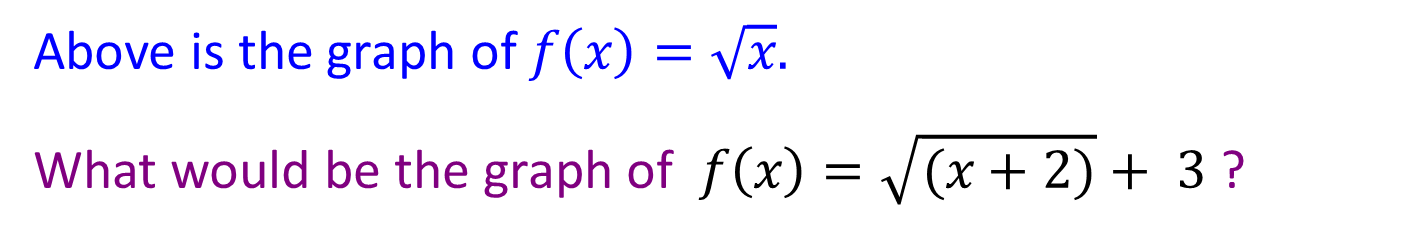 Above is the graph of f(x) = √x.
What would be the graph of f(x) = √(x + 2) + 3 ?